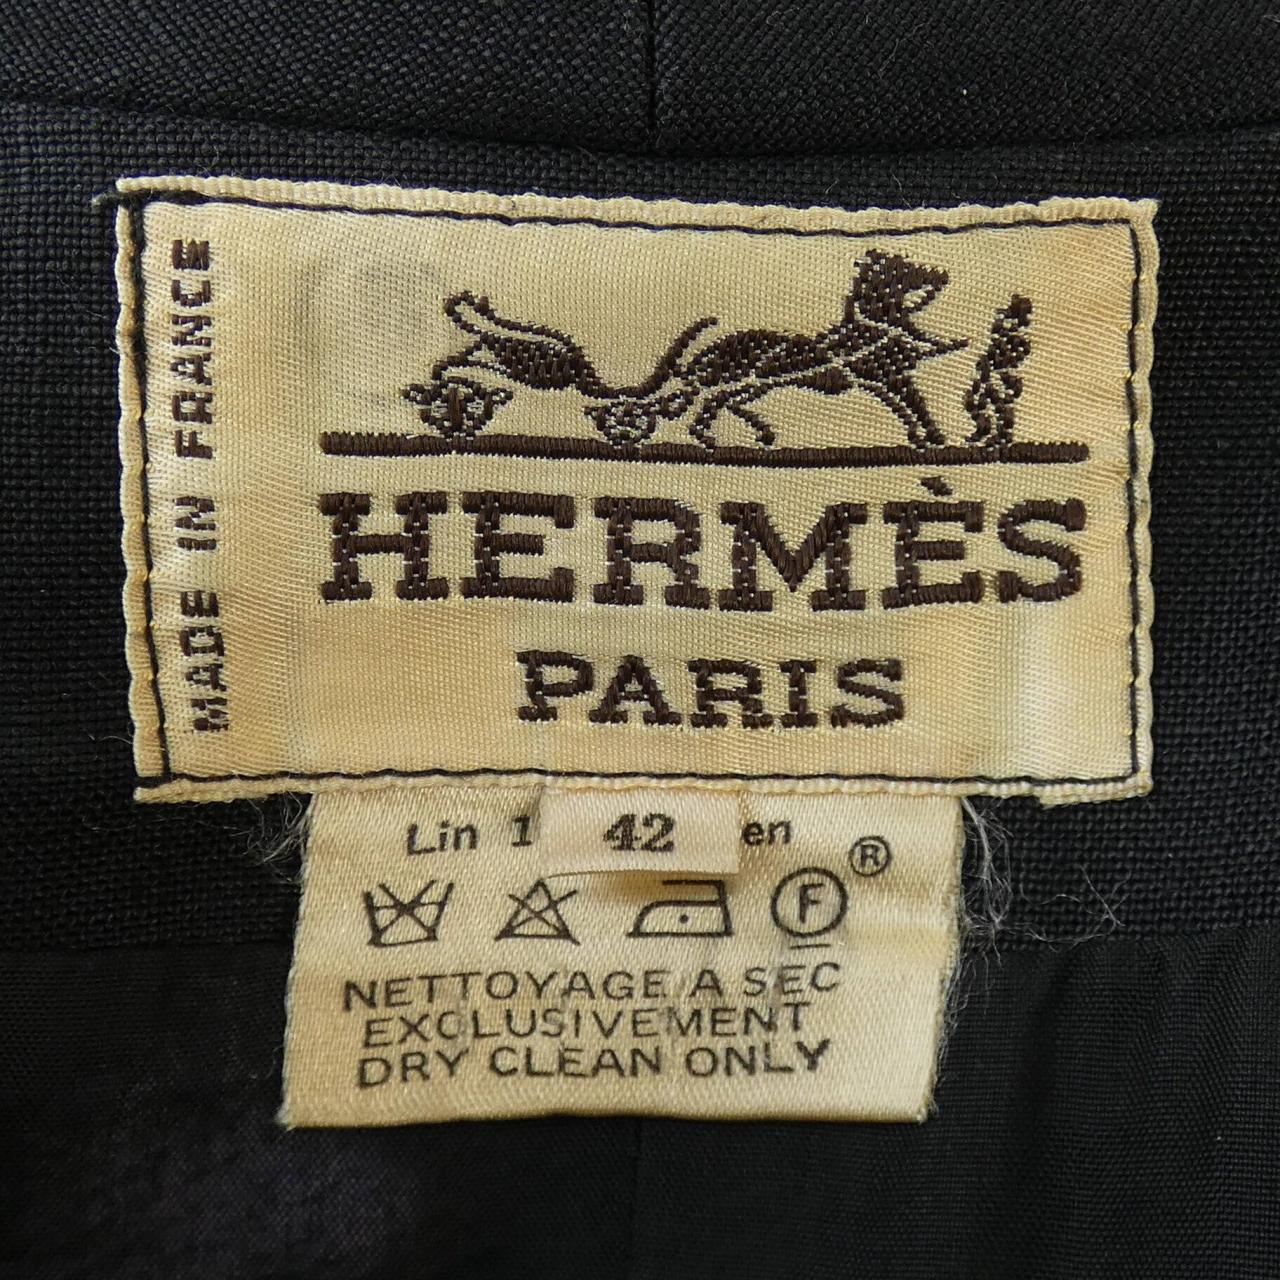 MADE IN FRANCE
HERMÈS
PARIS
Lin 1 42 en
F ®
NETTOYAGE A SEC
EXCLUSIVEMENT
DRY CLEAN ONLY